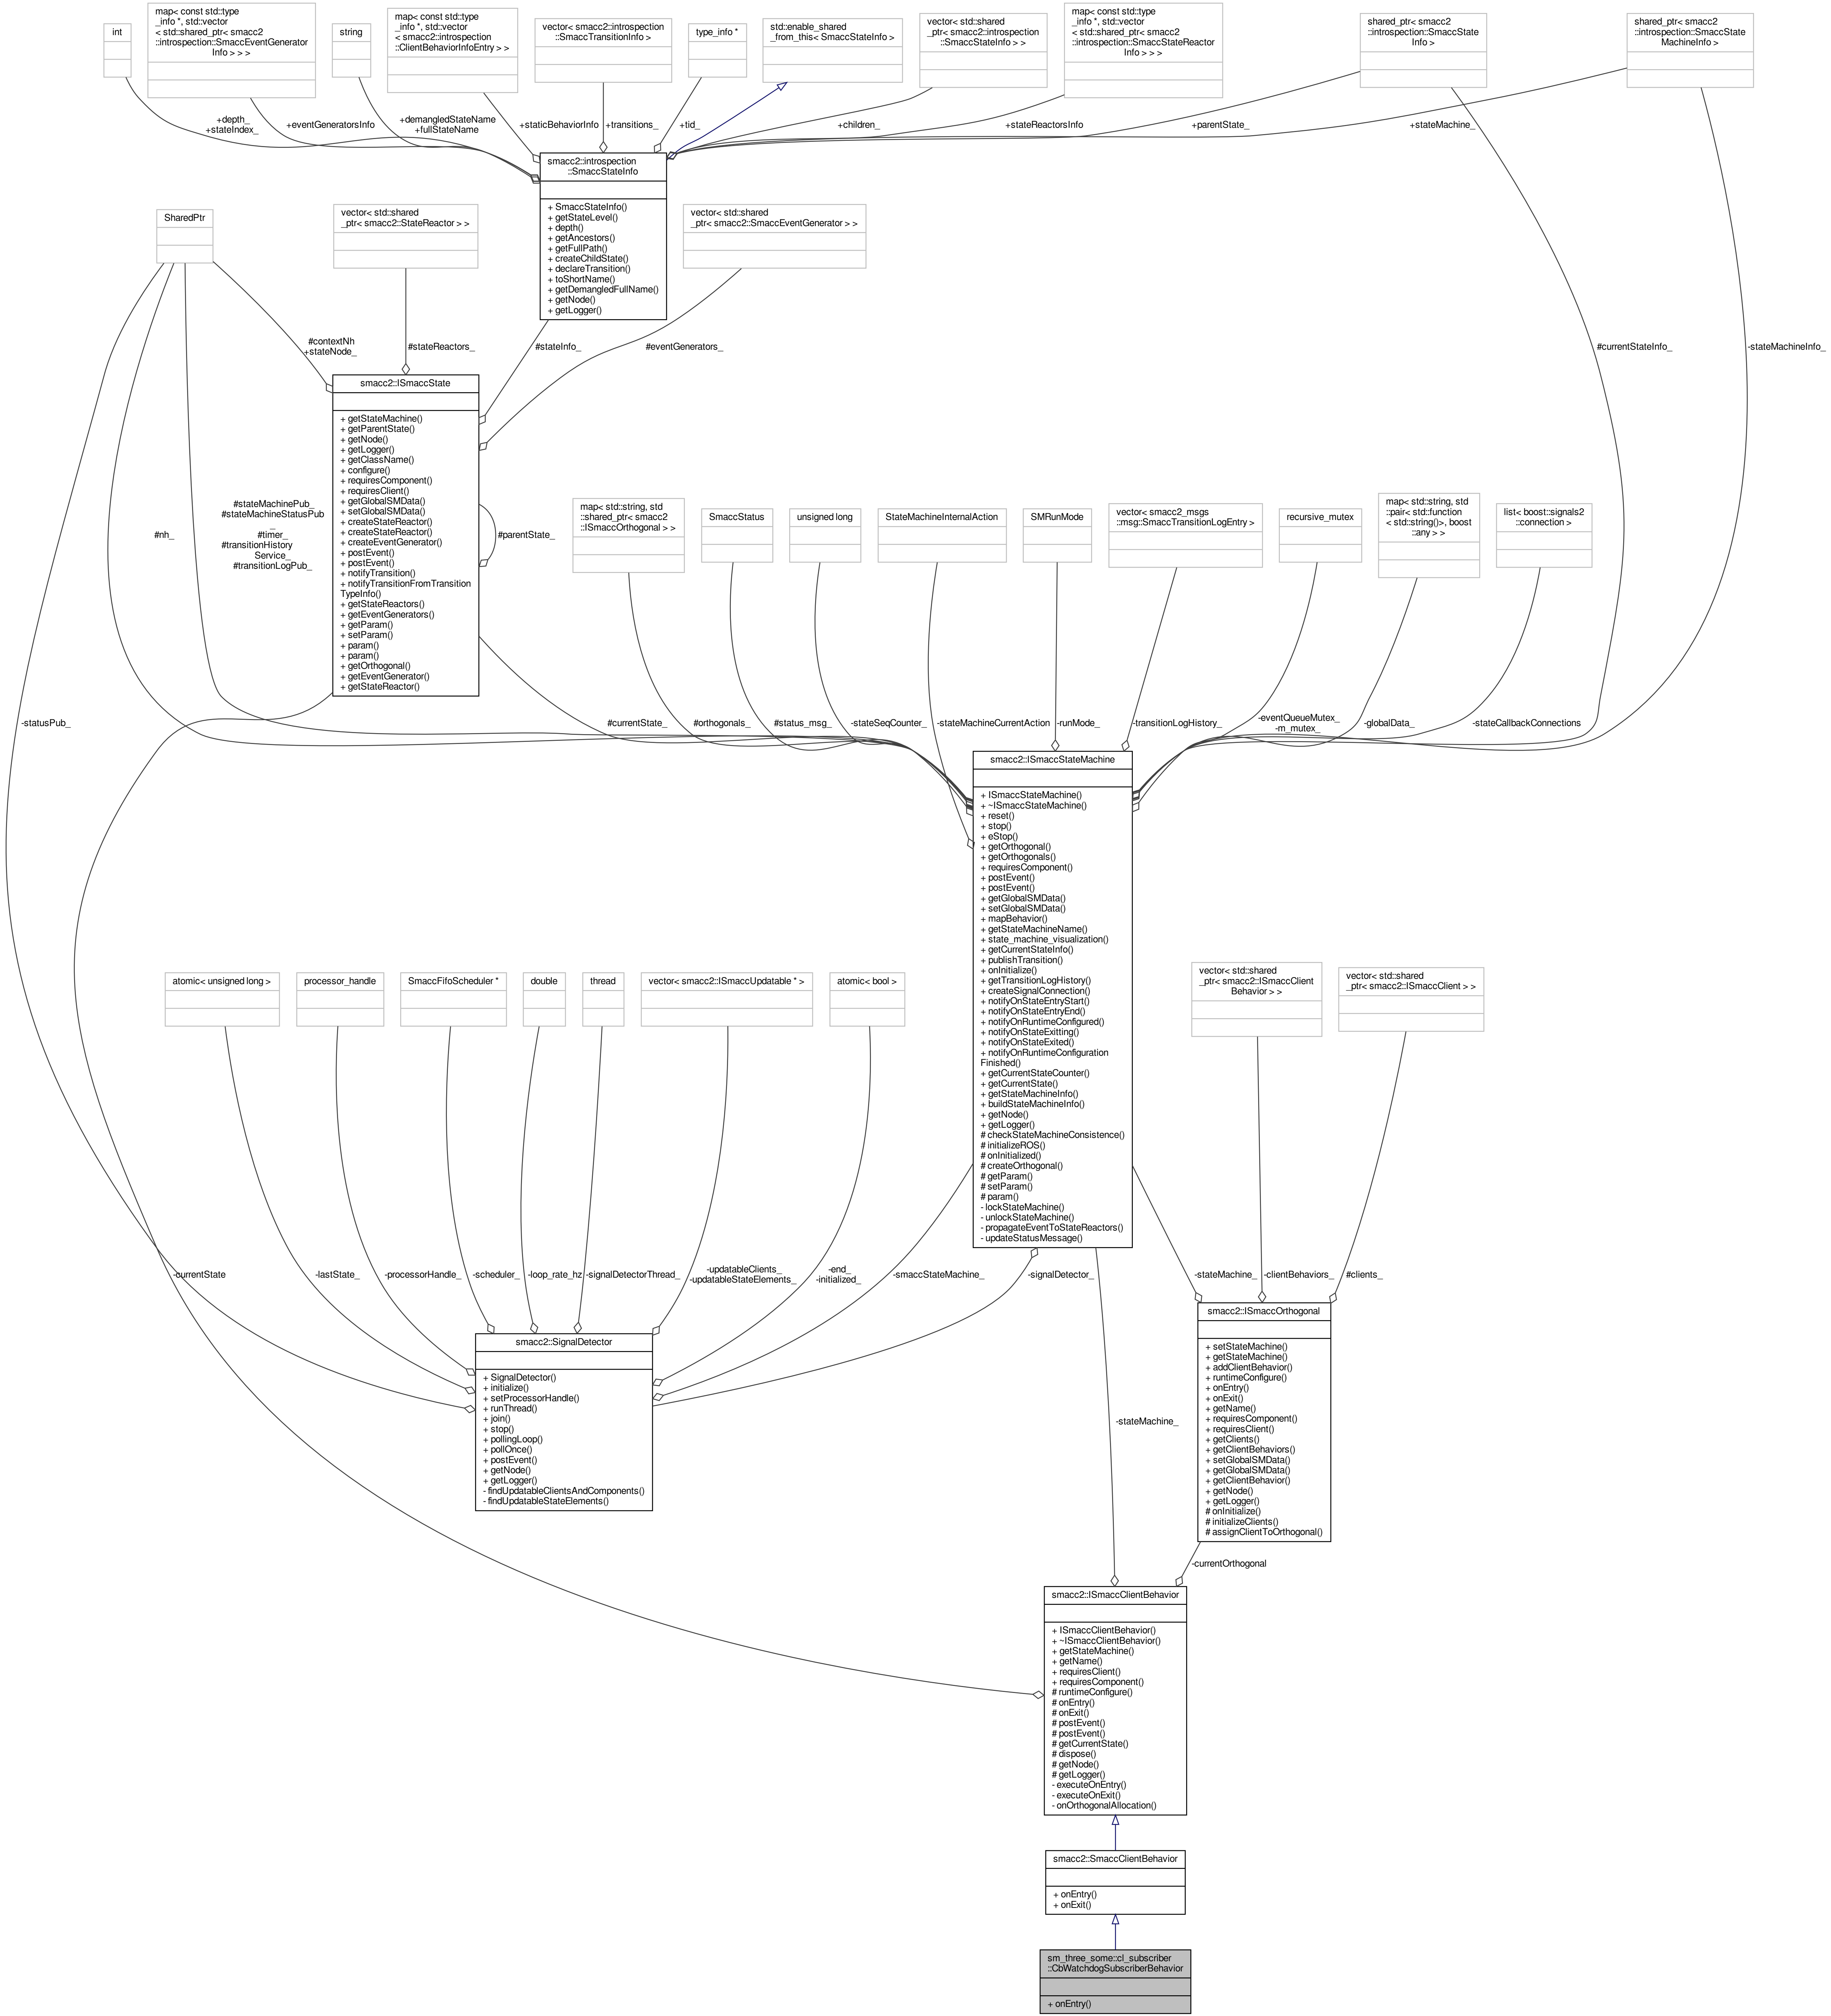 int
map< const std::type
_info *, std::vector
< std::shared_ptr< smacc2
::introspection::SmaccEventGenerator
Info > > >
string
map< const std::type
_info *, std::vector
< smacc2::introspection
::ClientBehaviorInfoEntry > >
vector< smacc2::introspection
::SmaccTransitionInfo >
type_info *
std::enable_shared
_from_this< SmaccStateInfo >
vector< std::shared
_ptr< smacc2::introspection
::SmaccStateInfo > >
map< const std::type
_info *, std::vector
< std::shared_ptr< smacc2
::introspection::SmaccStateReactor
Info > > >
shared_ptr< smacc2
::introspection::SmaccState
Info >
shared_ptr< smacc2
::introspection::SmaccState
MachineInfo >
+depth_
+stateIndex_
+eventGeneratorsInfo
+demangledStateName
+fullStateName
+staticBehaviorInfo
+transitions_
+tid_
+children_
+stateReactorsInfo
+parentState_
+stateMachine_
smacc2::introspection
::SmaccStateInfo
+ SmaccStateInfo()
+ getStateLevel()
+ depth()
+ getAncestors()
+ getFullPath()
+ createChildState()
+ declareTransition()
+ toShortName()
+ getDemangledFullName()
+ getNode()
+ getLogger()
SharedPtr
vector< std::shared
_ptr< smacc2::StateReactor > >
vector< std::shared
_ptr< smacc2::SmaccEventGenerator > >
#contextNh
+stateNode_
#stateReactors_
#stateInfo_
#eventGenerators_
#currentStateInfo_
-stateMachineInfo_
smacc2::ISmaccState
+ getStateMachine()
+ getParentState()
+ getNode()
+ getLogger()
+ getClassName()
+ configure()
+ requiresComponent()
+ requiresClient()
+ getGlobalSMData()
+ setGlobalSMData()
+ createStateReactor()
+ createStateReactor()
+ createEventGenerator()
+ postEvent()
+ postEvent()
+ notifyTransition()
+ notifyTransitionFromTransition
TypeInfo()
+ getStateReactors()
+ getEventGenerators()
+ getParam()
+ setParam()
+ param()
+ param()
+ getOrthogonal()
+ getEventGenerator()
+ getStateReactor()
#parentState_
#nh_
#stateMachinePub_
#stateMachineStatusPub
_
#timer_
#transitionHistory
Service_
#transitionLogPub_
map< std::string, std
::shared_ptr< smacc2
::ISmaccOrthogonal > >
SmaccStatus
unsigned long
StateMachineInternalAction
SMRunMode
vector< smacc2_msgs
::msg::SmaccTransitionLogEntry >
recursive_mutex
map< std::string, std
::pair< std::function
< std::string()>, boost
::any > >
list< boost::signals2
::connection >
-statusPub_
#currentState_
#orthogonals_
#status_msg_
-stateSeqCounter_
-stateMachineCurrentAction
-runMode_
-transitionLogHistory_
-eventQueueMutex_
-m_mutex_
-globalData_
-stateCallbackConnections
smacc2::ISmaccStateMachine
+ ISmaccStateMachine()
+ ~ISmaccStateMachine()
+ reset()
+ stop()
+ eStop()
+ getOrthogonal()
+ getOrthogonals()
+ requiresComponent()
+ postEvent()
+ postEvent()
+ getGlobalSMData()
+ setGlobalSMData()
+ mapBehavior()
+ getStateMachineName()
+ state_machine_visualization()
+ getCurrentStateInfo()
+ publishTransition()
+ onInitialize()
+ getTransitionLogHistory()
+ createSignalConnection()
+ notifyOnStateEntryStart()
+ notifyOnStateEntryEnd()
+ notifyOnRuntimeConfigured()
+ notifyOnStateExitting()
+ notifyOnStateExited()
+ notifyOnRuntimeConfiguration
Finished()
+ getCurrentStateCounter()
+ getCurrentState()
+ getStateMachineInfo()
+ buildStateMachineInfo()
+ getNode()
+ getLogger()
# checkStateMachineConsistence()
# initializeROS()
# onInitialized()
# createOrthogonal()
# getParam()
# setParam()
# param()
- lockStateMachine()
- unlockStateMachine()
- propagateEventToStateReactors()
- updateStatusMessage()
atomic< unsigned long >
processor_handle
SmaccFifoScheduler *
double
thread
vector< smacc2::ISmaccUpdatable * >
atomic< bool >
vector< std::shared
_ptr< smacc2::ISmaccClient
Behavior > >
vector< std::shared
_ptr< smacc2::ISmaccClient > >
-currentState
-lastState_
-processorHandle_
-scheduler_
-loop_rate_hz
-signalDetectorThread_
-updatableClients_
-updatableStateElements_
-end_
-initialized_
-smaccStateMachine_
-signalDetector_
-stateMachine_
-clientBehaviors_
#clients_
smacc2::SignalDetector
+ SignalDetector()
+ initialize()
+ setProcessorHandle()
+ runThread()
+ join()
+ stop()
+ pollingLoop()
+ pollOnce()
+ postEvent()
+ getNode()
+ getLogger()
- findUpdatableClientsAndComponents()
- findUpdatableStateElements()
smacc2::ISmaccOrthogonal
+ setStateMachine()
+ getStateMachine()
+ addClientBehavior()
+ runtimeConfigure()
+ onEntry()
+ onExit()
+ getName()
+ requiresComponent()
+ requiresClient()
+ getClients()
+ getClientBehaviors()
+ setGlobalSMData()
+ getGlobalSMData()
+ getClientBehavior()
+ getNode()
+ getLogger()
# onInitialize()
# initializeClients()
# assignClientToOrthogonal()
-stateMachine_
-currentOrthogonal
smacc2::ISmaccClientBehavior
+ ISmaccClientBehavior()
+ ~ISmaccClientBehavior()
+ getStateMachine()
+ getName()
+ requiresClient()
+ requiresComponent()
# runtimeConfigure()
# onEntry()
# onExit()
# postEvent()
# postEvent()
# getCurrentState()
# dispose()
# getNode()
# getLogger()
- executeOnEntry()
- executeOnExit()
- onOrthogonalAllocation()
smacc2::SmaccClientBehavior
+ onEntry()
+ onExit()
sm_three_some::cl_subscriber
::CbWatchdogSubscriberBehavior
+ onEntry()